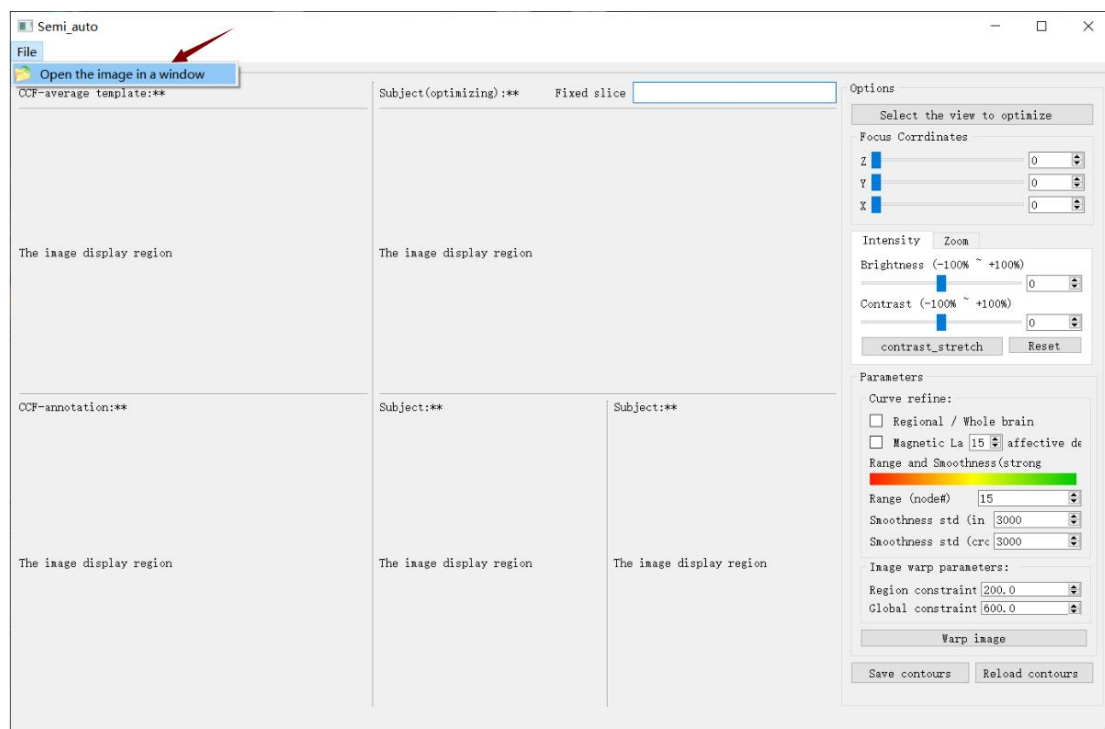 Semi_auto
File
Open the image in a window
CCF-average template:**
Subject(optimizing):**
Fixed slice
The image display region
The image display region
CCF-annotation:**
Subject:**
Subject:**
The image display region
The image display region
The image display region
Options
Select the view to optimize
Focus Corrdinates
Z 0
Y 0
X 0
Intensity Zoom
Brightness (-100% ~ +100%)
0
Contrast (-100% ~ +100%)
0
contrast_stretch Reset
Parameters
Curve refine:
Regional / Whole brain
Magnetic La 15 affective de
Range and Smoothness(strong
Range (node#) 15
Smoothness std (in 3000
Smoothness std (crc 3000
Image warp parameters:
Region constraint 200.0
Global constraint 600.0
Warp image
Save contours Reload contours